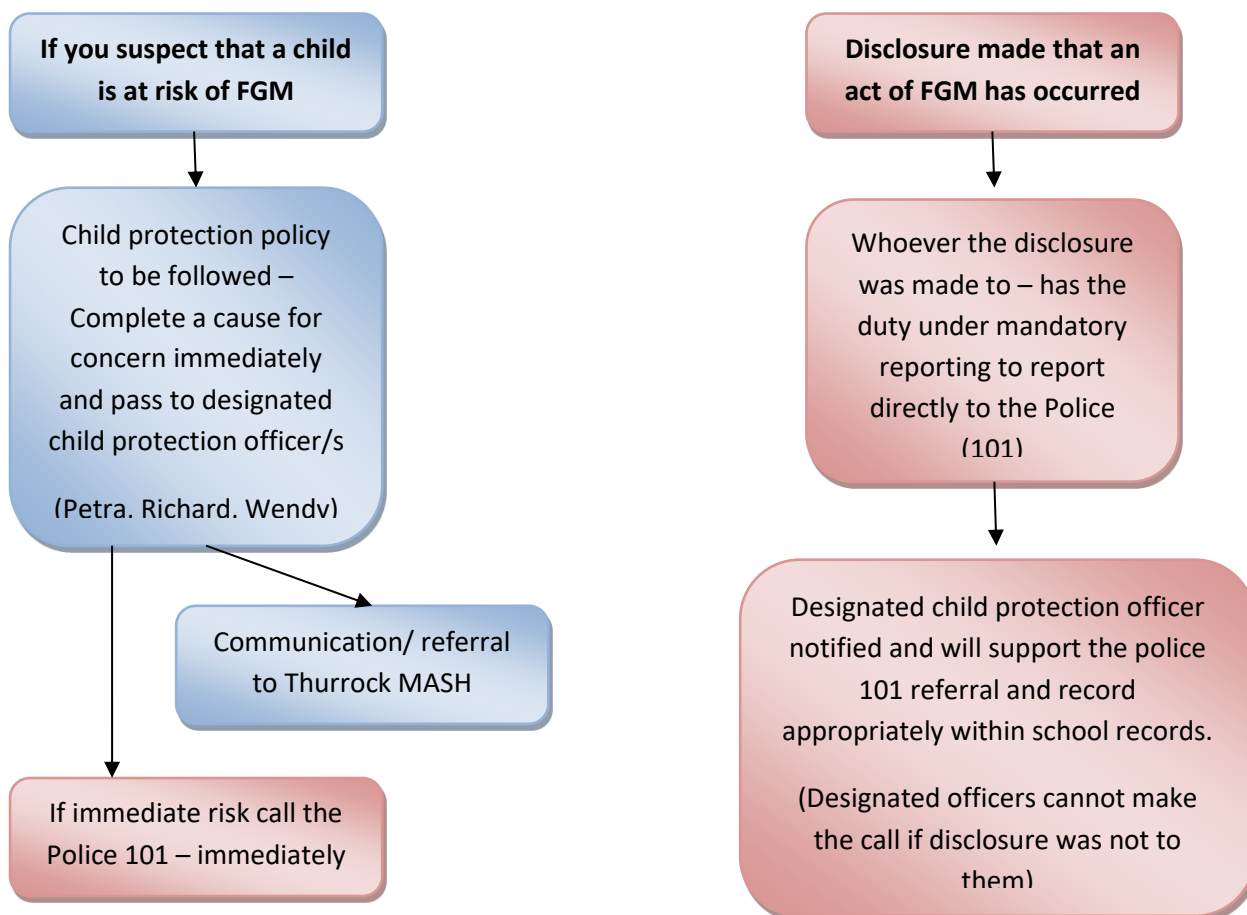 If you suspect that a child
is at risk of FGM
Child protection policy
to be followed –
Complete a cause for
concern immediately
and pass to designated
child protection officer/s
(Petra, Richard, Wendy)
Communication/ referral
to Thurrock MASH
If immediate risk call the
Police 101 – immediately
Disclosure made that an
act of FGM has occurred
Whoever the disclosure
was made to – has the
duty under mandatory
reporting to report
directly to the Police
(101)
Designated child protection officer
notified and will support the police
101 referral and record
appropriately within school records.
(Designated officers cannot make
the call if disclosure was not to
them)